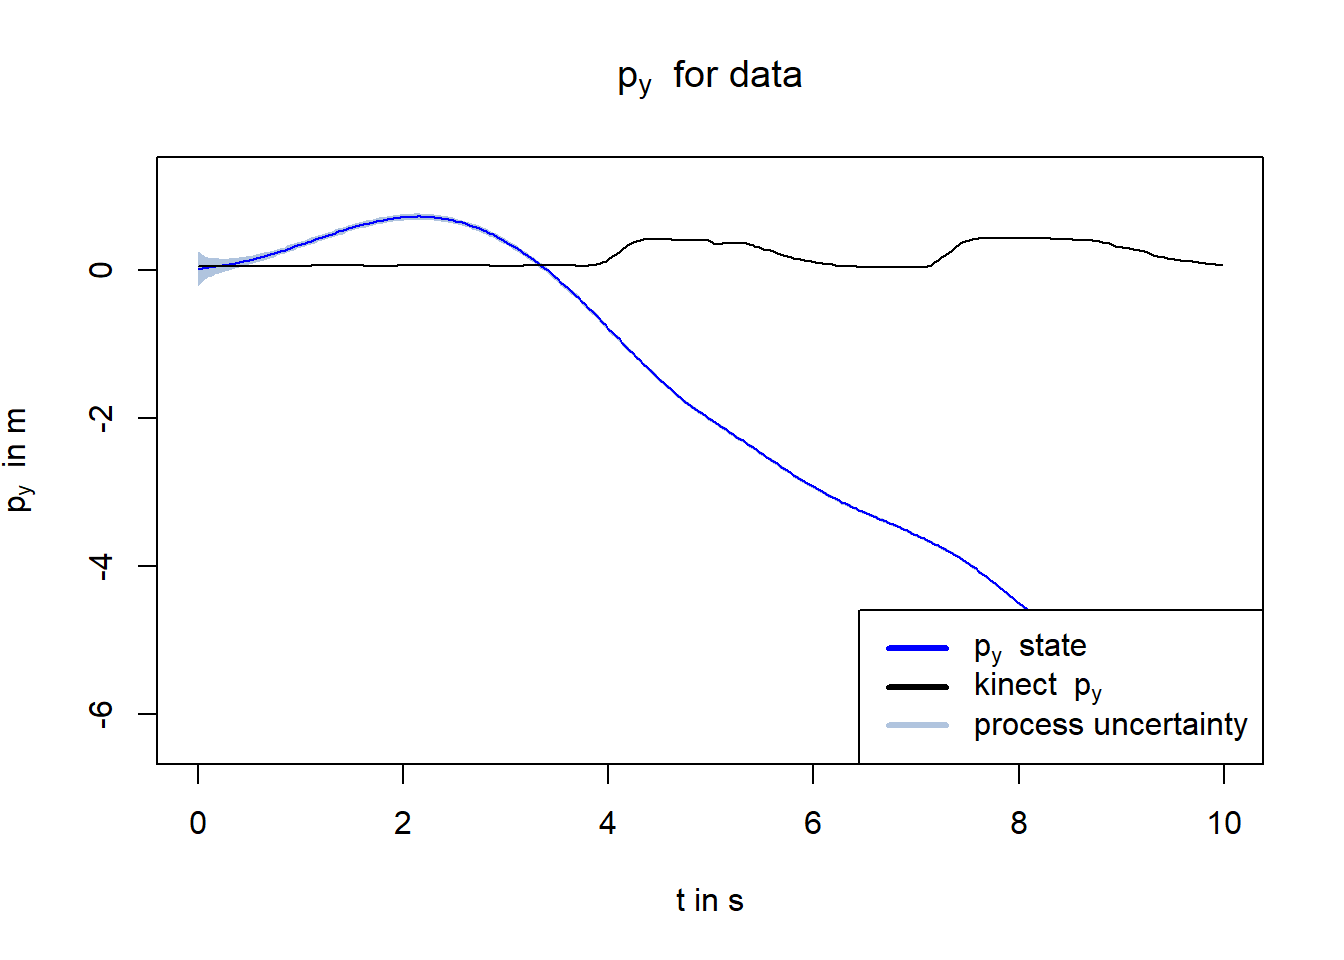 py for data
py in m
0
-2
-4
-6
0 2 4 6 8 10
t in s
py state
kinect py
process uncertainty